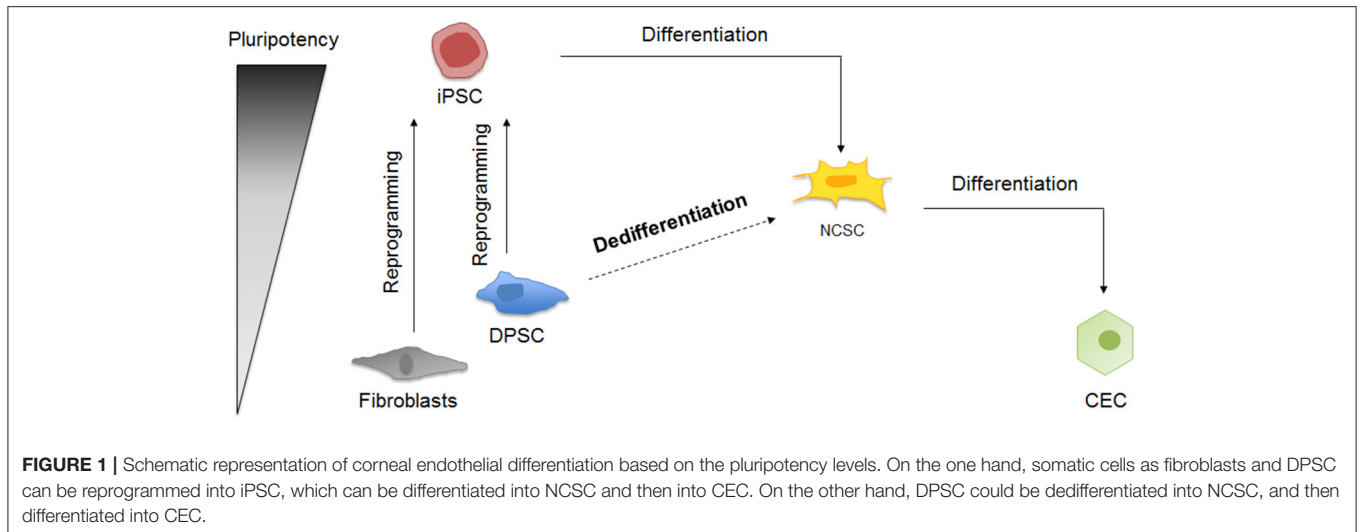 Pluripotency
Differentiation
iPSC
Reprogramming
Reprogramming
Dedifferentiation
NCSC
Differentiation
DPSC
Fibroblasts
CEC
FIGURE 1 | Schematic representation of corneal endothelial differentiation based on the pluripotency levels. On the one hand, somatic cells as fibroblasts and DPSC
can be reprogrammed into iPSC, which can be differentiated into NCSC and then into CEC. On the other hand, DPSC could be dedifferentiated into NCSC, and then
differentiated into CEC.